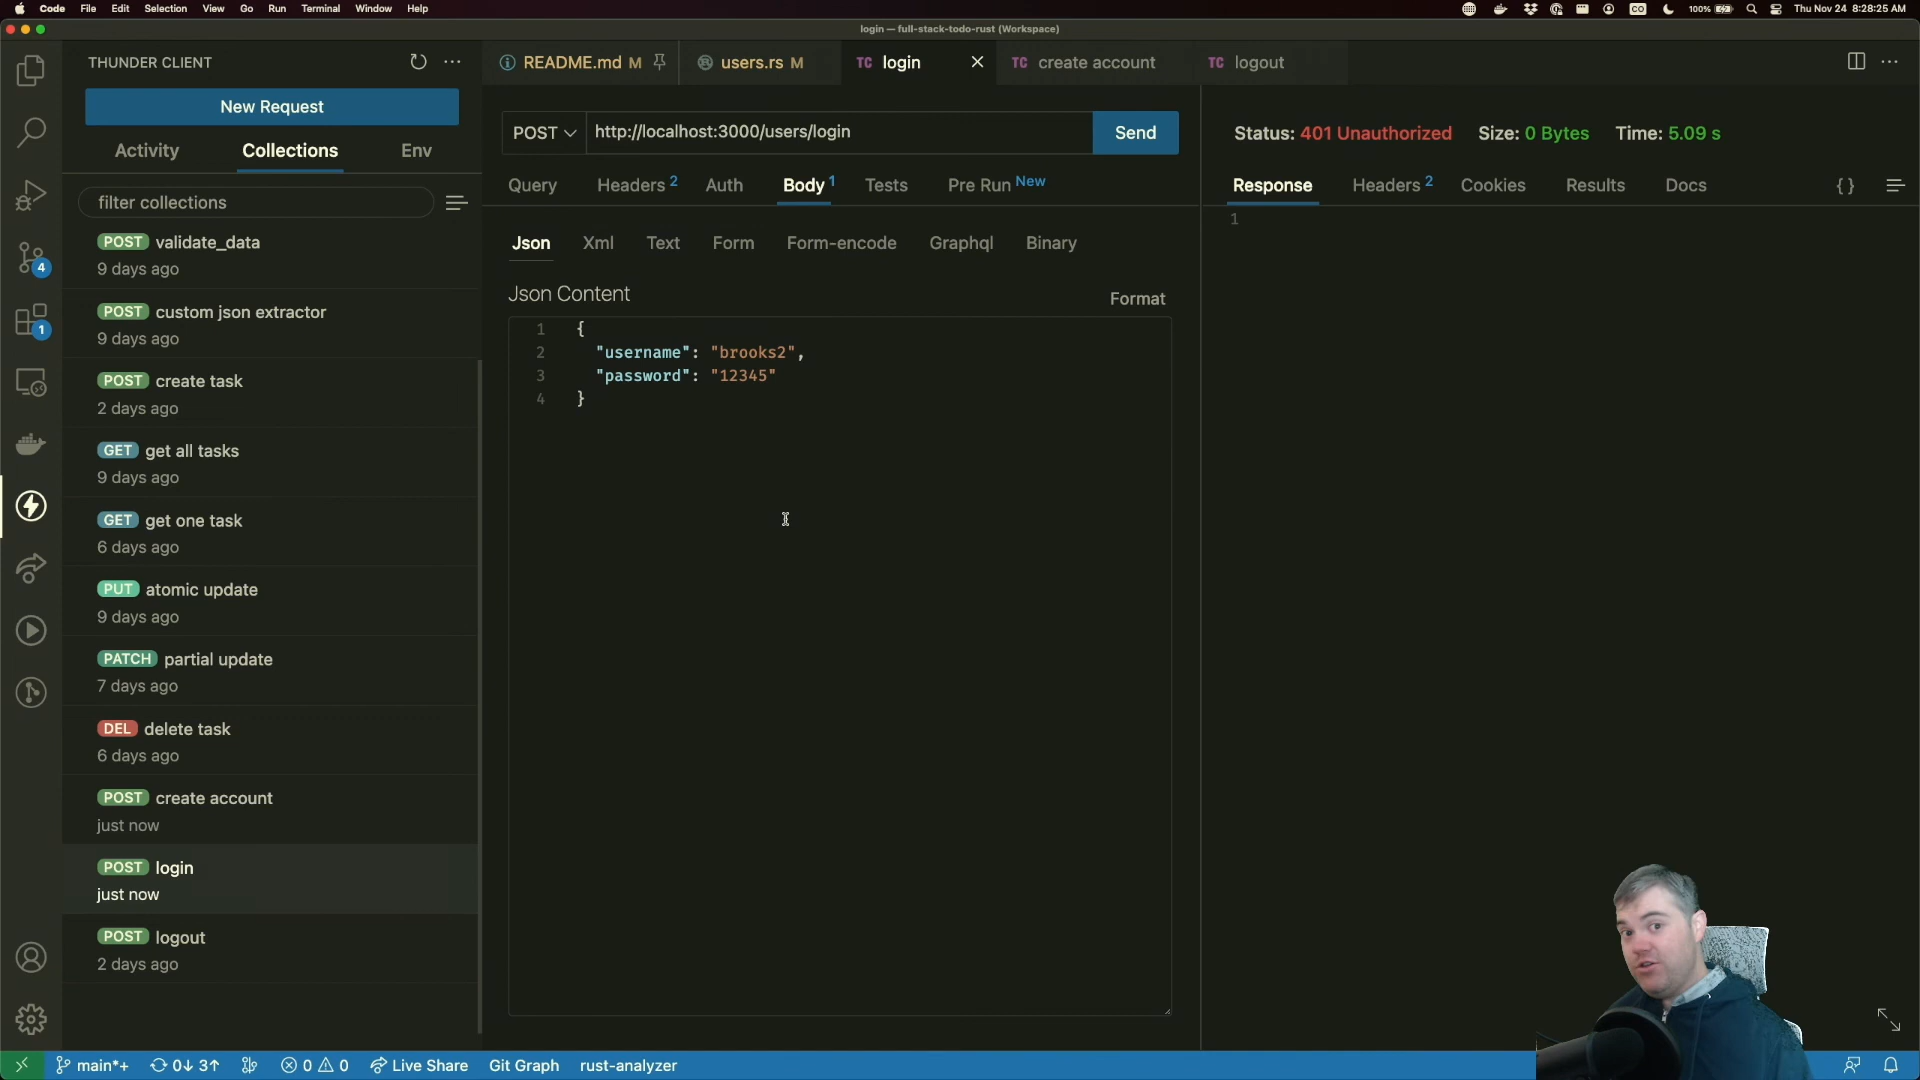 Code File Edit Selection View Go Run Terminal Window Help
CO 100% Thu Nov 24 8:28:25 AM
login — full-stack-todo-rust (Workspace)
THUNDER CLIENT
New Request
Activity Collections Env
filter collections
POST validate_data
9 days ago
POST custom json extractor
9 days ago
POST create task
2 days ago
GET get all tasks
9 days ago
GET get one task
6 days ago
PUT atomic update
9 days ago
PATCH partial update
7 days ago
DEL delete task
6 days ago
POST create account
just now
POST login
just now
POST logout
2 days ago
4
1
README.md M users.rs M TC login TC create account TC logout
POST http://localhost:3000/users/login Send
Query Headers 2 Auth Body 1 Tests Pre Run New
Json Xml Text Form Form-encode Graphql Binary
Json Content
Format
1 {
2 "username": "brooks2",
3 "password": "12345"
4 }
Status: 401 Unauthorized Size: 0 Bytes Time: 5.09 s
Response Headers 2 Cookies Results Docs { }
1
main*+ 0↓ 3↑ 0 0 Live Share Git Graph rust-analyzer